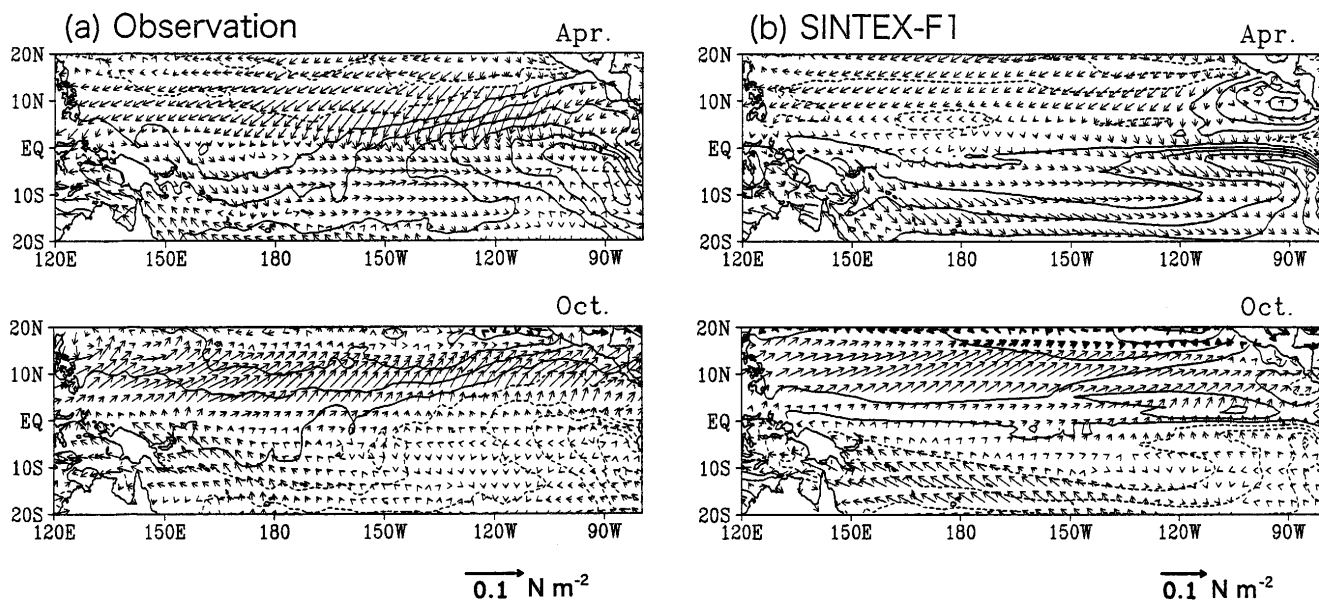 (a) Observation
Apr.
20N
10N
EQ
10S
20S
120E 150E 180 150W 120W 90W
Oct.
20N
10N
EQ
10S
20S
120E 150E 180 150W 120W 90W
0.1 N m-2
(b) SINTEX-F1
Apr.
20N
10N
EQ
10S
20S
120E 150E 180 150W 120W 90W
Oct.
20N
10N
EQ
10S
20S
120E 150E 180 150W 120W 90W
0.1 N m-2